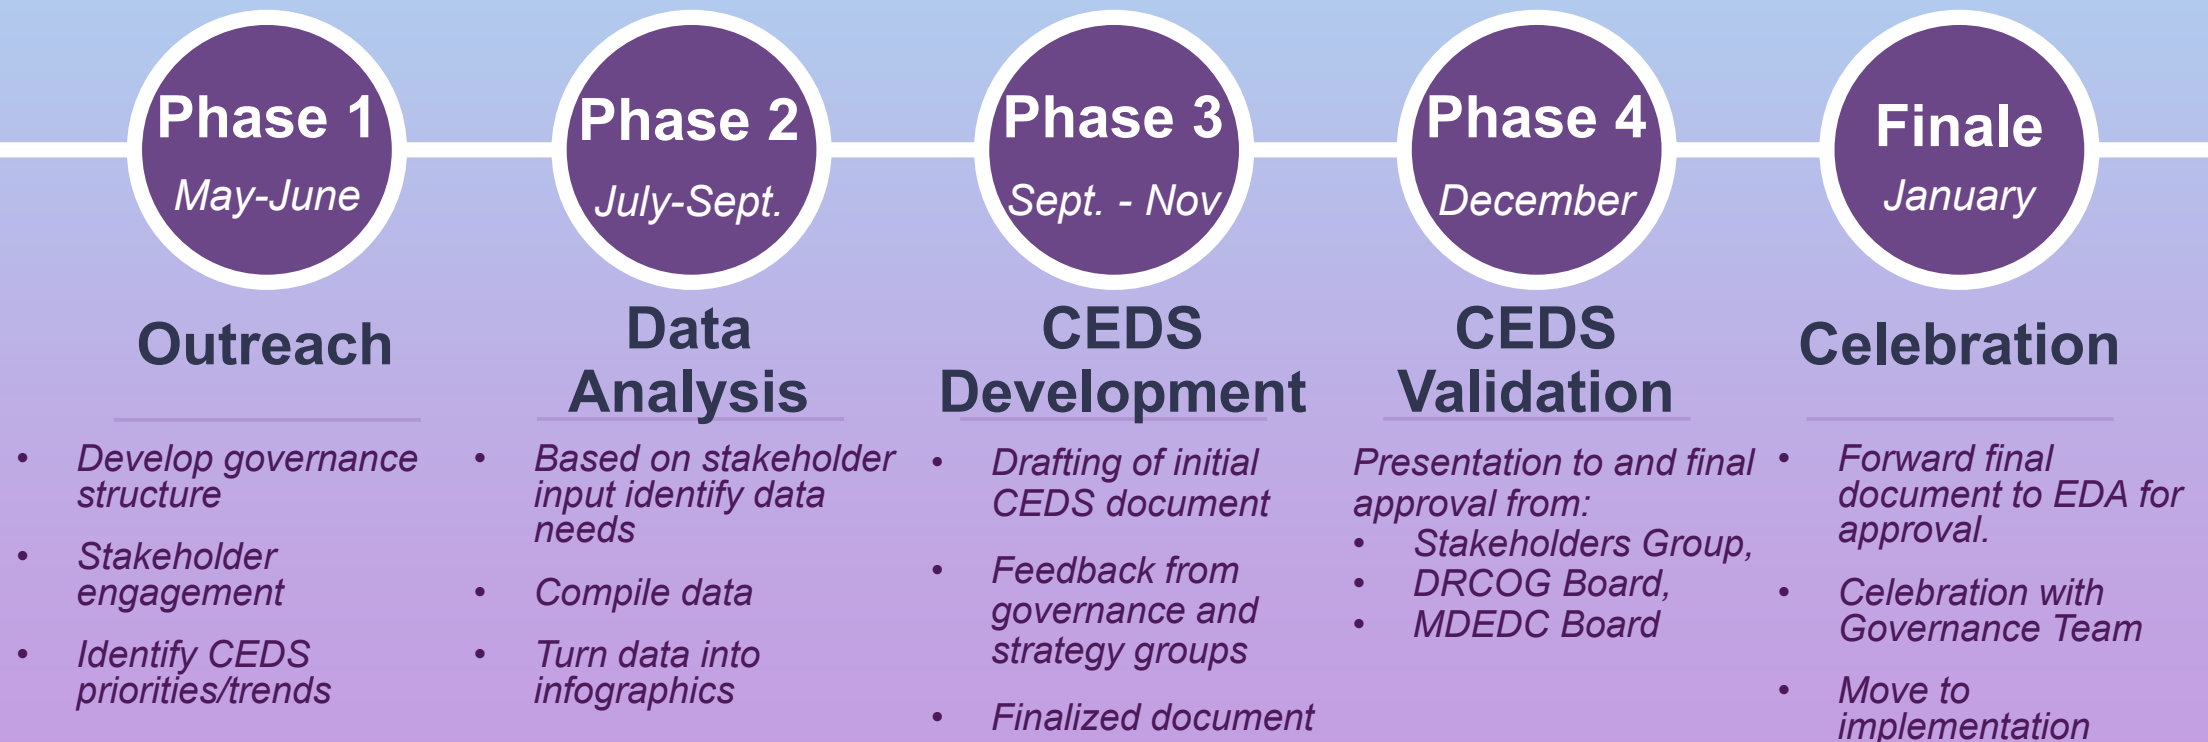 Phase 1
May-June
Outreach
• Develop governance
structure
• Stakeholder
engagement
• Identify CEDS
priorities/trends
Phase 2
July-Sept.
Data
Analysis
• Based on stakeholder
input identify data
needs
• Compile data
• Turn data into
infographics
Phase 3
Sept. - Nov
CEDS
Development
• Drafting of initial
CEDS document
• Feedback from
governance and
strategy groups
• Finalized document
Phase 4
December
CEDS
Validation
Presentation to and final
approval from:
• Stakeholders Group,
• DRCOG Board,
• MDEDC Board
Finale
January
Celebration
• Forward final
document to EDA for
approval.
• Celebration with
Governance Team
• Move to
implementation